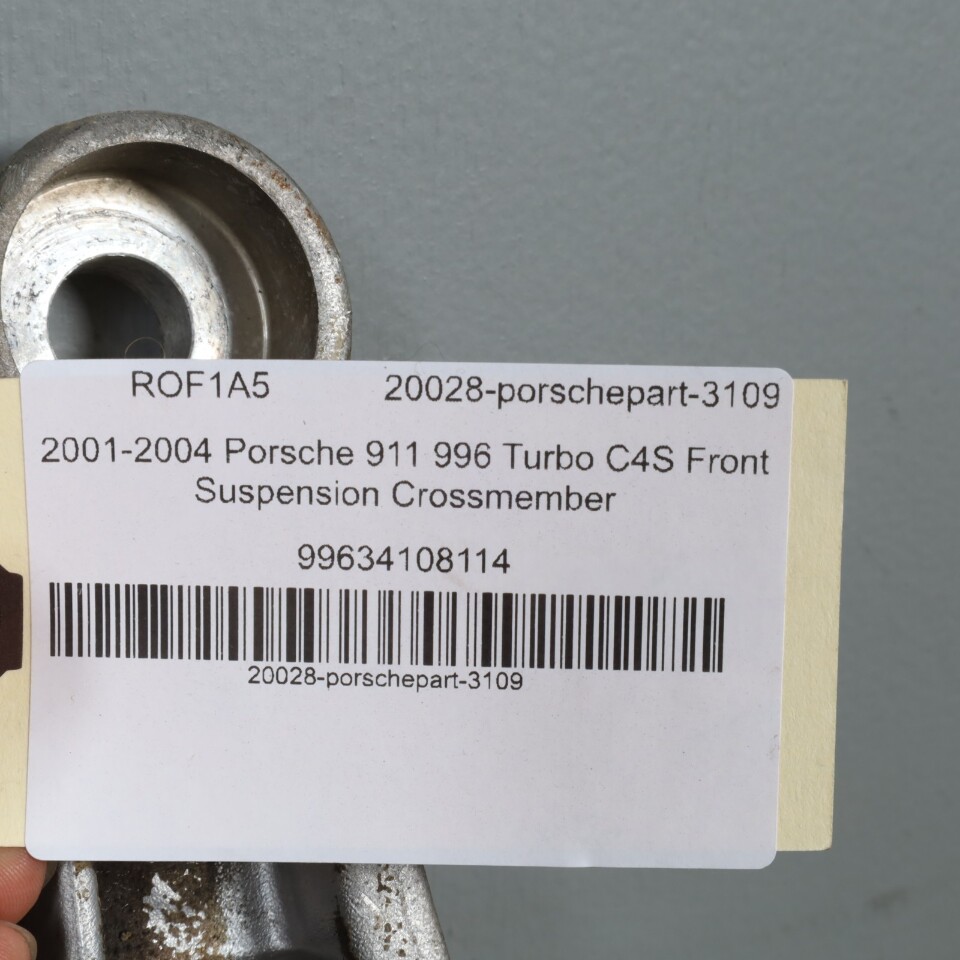 ROF1A5 20028-porschepart-3109
2001-2004 Porsche 911 996 Turbo C4S Front
Suspension Crossmember
99634108114
20028-porschepart-3109